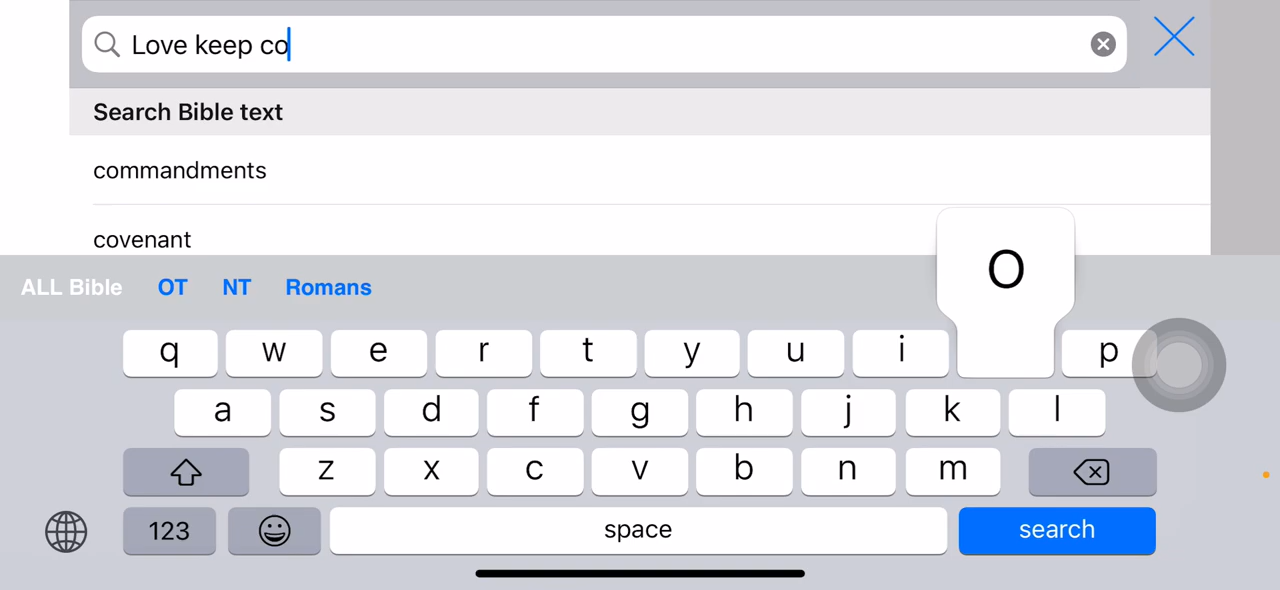 Love keep co
Search Bible text
commandments
covenant
ALL Bible OT NT Romans
q w e r t y u i O p
a s d f g h j k l
z x c v b n m
123 space search